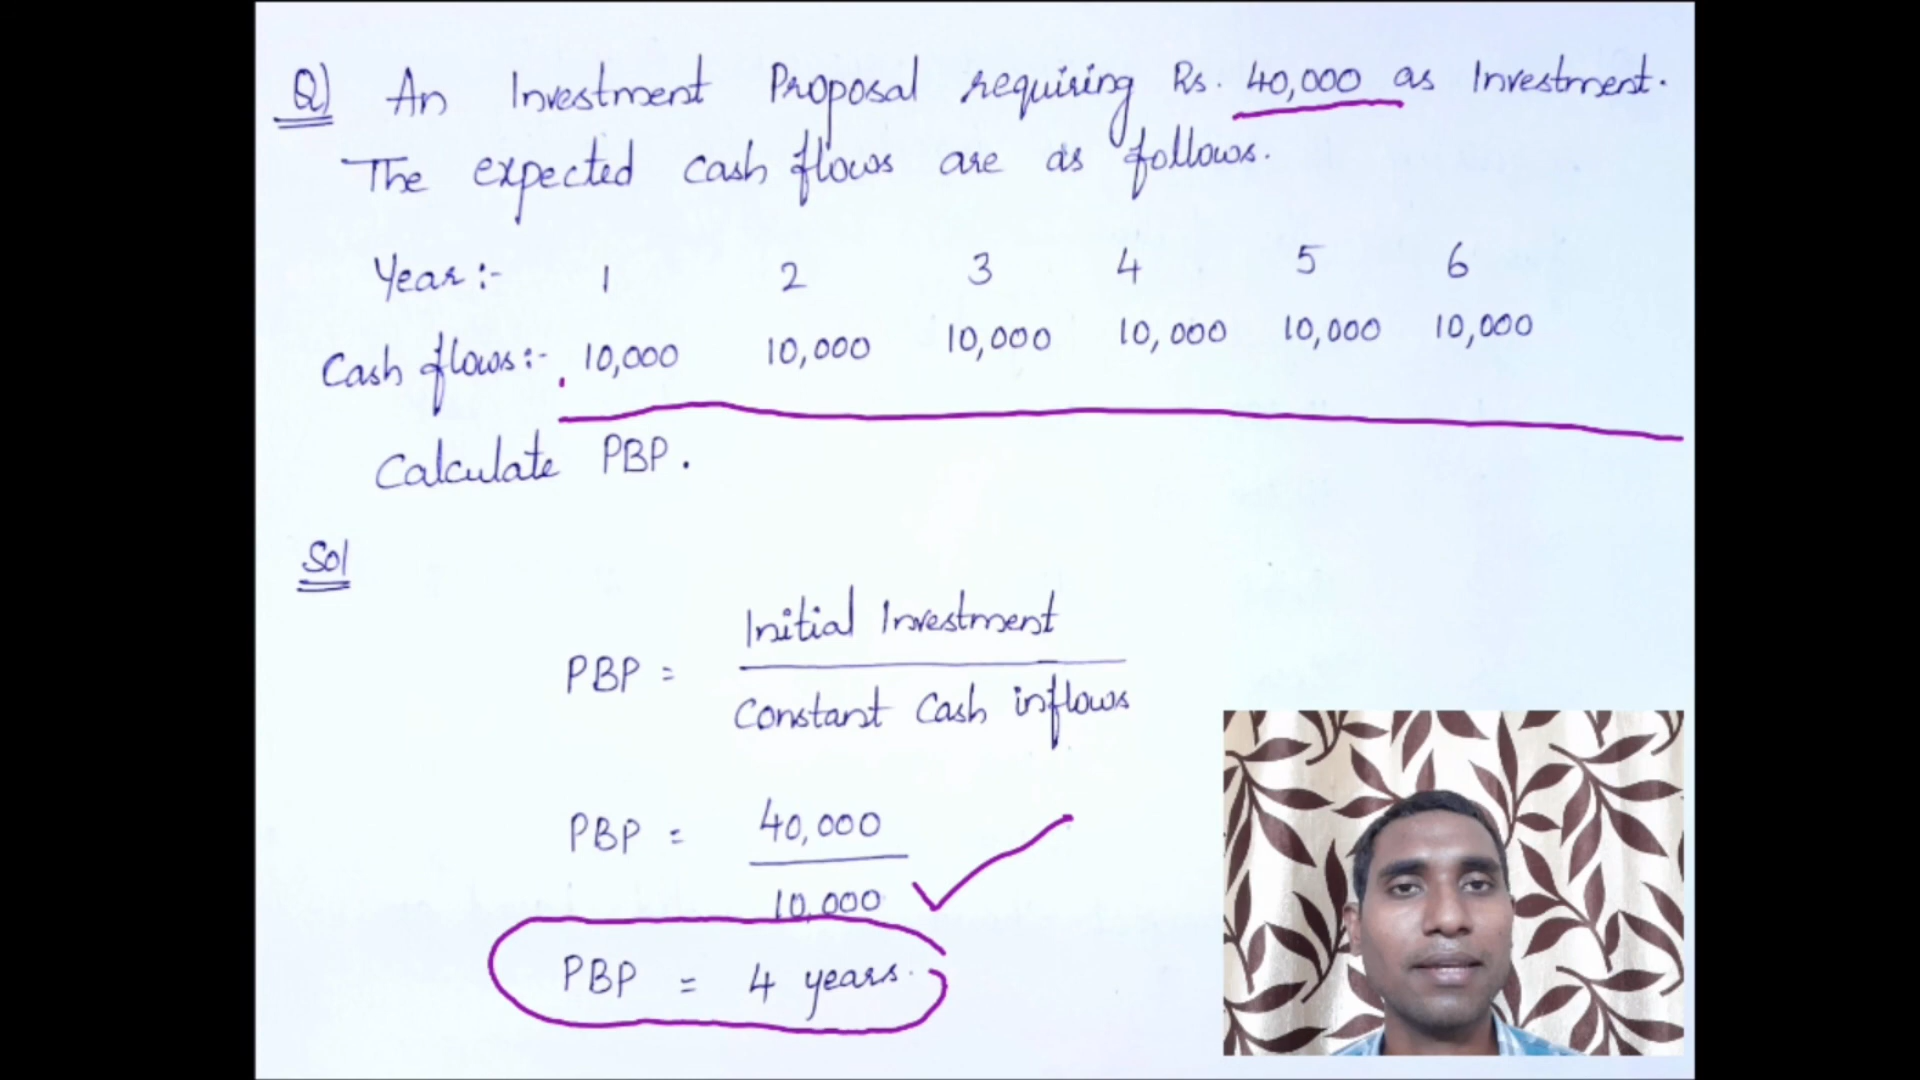 Q) An Investment Proposal requiring Rs. 40,000 as Investment.
The expected cash flows are as follows.
Year :- 1 2 3 4 5 6
Cash flows :- 10,000 10,000 10,000 10,000 10,000 10,000
Calculate PBP.
Sol
PBP = Initial Investment
Constant Cash inflows
PBP = 40,000
10,000
PBP = 4 years.